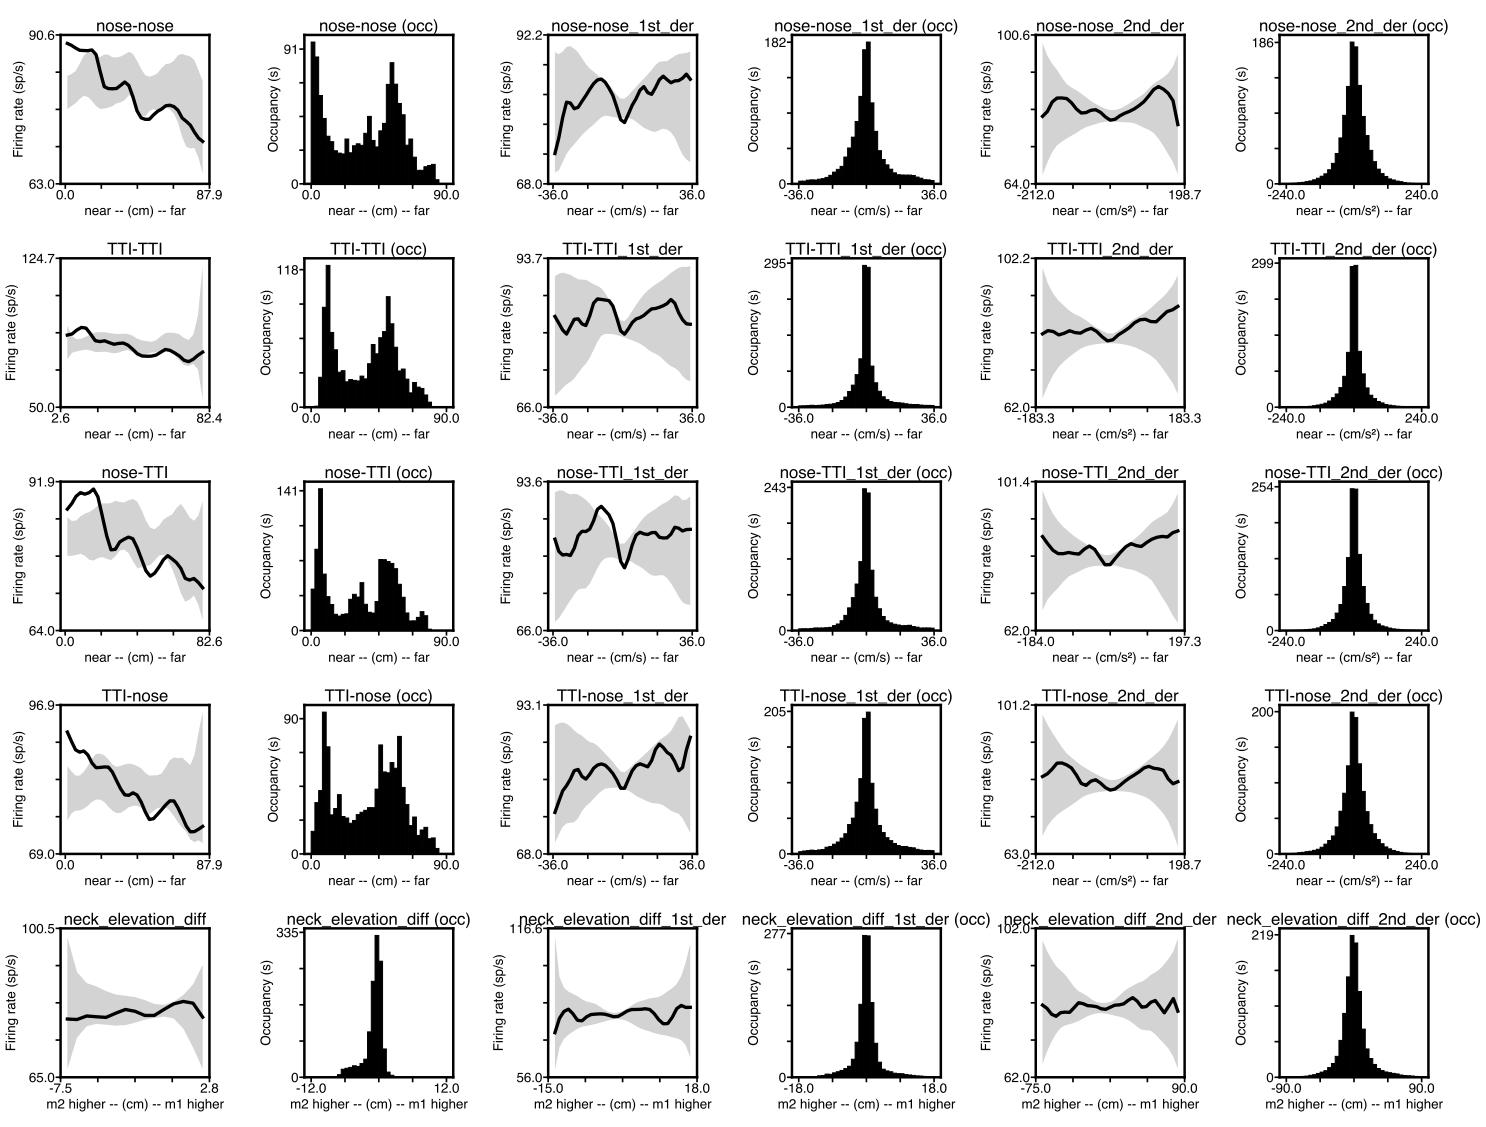 nose-nose
90.6
Firing rate (sp/s)
63.0
0.0
87.9
near -- (cm) -- far
nose-nose (occ)
91
Occupancy (s)
0
0.0
90.0
near -- (cm) -- far
nose-nose_1st_der
92.2
Firing rate (sp/s)
68.0
-36.0
36.0
near -- (cm/s) -- far
nose-nose_1st_der (occ)
182
Occupancy (s)
0
-36.0
36.0
near -- (cm/s) -- far
nose-nose_2nd_der
100.6
Firing rate (sp/s)
64.0
-212.0
198.7
near -- (cm/s²) -- far
nose-nose_2nd_der (occ)
186
Occupancy (s)
0
-240.0
240.0
near -- (cm/s²) -- far
TTI-TTI
124.7
Firing rate (sp/s)
50.0
2.6
82.4
near -- (cm) -- far
TTI-TTI (occ)
118
Occupancy (s)
0
0.0
90.0
near -- (cm) -- far
TTI-TTI_1st_der
93.7
Firing rate (sp/s)
66.0
-36.0
36.0
near -- (cm/s) -- far
TTI-TTI_1st_der (occ)
295
Occupancy (s)
0
-36.0
36.0
near -- (cm/s) -- far
TTI-TTI_2nd_der
102.2
Firing rate (sp/s)
62.0
-183.3
183.3
near -- (cm/s²) -- far
TTI-TTI_2nd_der (occ)
299
Occupancy (s)
0
-240.0
240.0
near -- (cm/s²) -- far
nose-TTI
91.9
Firing rate (sp/s)
64.0
0.0
82.6
near -- (cm) -- far
nose-TTI (occ)
141
Occupancy (s)
0
0.0
90.0
near -- (cm) -- far
nose-TTI_1st_der
93.6
Firing rate (sp/s)
66.0
-36.0
36.0
near -- (cm/s) -- far
nose-TTI_1st_der (occ)
243
Occupancy (s)
0
-36.0
36.0
near -- (cm/s) -- far
nose-TTI_2nd_der
101.4
Firing rate (sp/s)
62.0
-184.0
197.3
near -- (cm/s²) -- far
nose-TTI_2nd_der (occ)
254
Occupancy (s)
0
-240.0
240.0
near -- (cm/s²) -- far
TTI-nose
96.9
Firing rate (sp/s)
69.0
0.0
87.9
near -- (cm) -- far
TTI-nose (occ)
90
Occupancy (s)
0
0.0
90.0
near -- (cm) -- far
TTI-nose_1st_der
93.1
Firing rate (sp/s)
68.0
-36.0
36.0
near -- (cm/s) -- far
TTI-nose_1st_der (occ)
205
Occupancy (s)
0
-36.0
36.0
near -- (cm/s) -- far
TTI-nose_2nd_der
101.2
Firing rate (sp/s)
63.0
-212.0
198.7
near -- (cm/s²) -- far
TTI-nose_2nd_der (occ)
200
Occupancy (s)
0
-240.0
240.0
near -- (cm/s²) -- far
neck_elevation_diff
100.5
Firing rate (sp/s)
65.0
-7.5
2.8
m2 higher -- (cm) -- m1 higher
neck_elevation_diff (occ)
335
Occupancy (s)
0
-12.0
12.0
m2 higher -- (cm) -- m1 higher
neck_elevation_diff_1st_der
116.6
Firing rate (sp/s)
56.0
-15.0
18.0
m2 higher -- (cm) -- m1 higher
neck_elevation_diff_1st_der (occ)
277
Occupancy (s)
0
-18.0
18.0
m2 higher -- (cm) -- m1 higher
neck_elevation_diff_2nd_der
102.0
Firing rate (sp/s)
62.0
-75.0
90.0
m2 higher -- (cm) -- m1 higher
neck_elevation_diff_2nd_der (occ)
219
Occupancy (s)
0
-90.0
90.0
m2 higher -- (cm) -- m1 higher